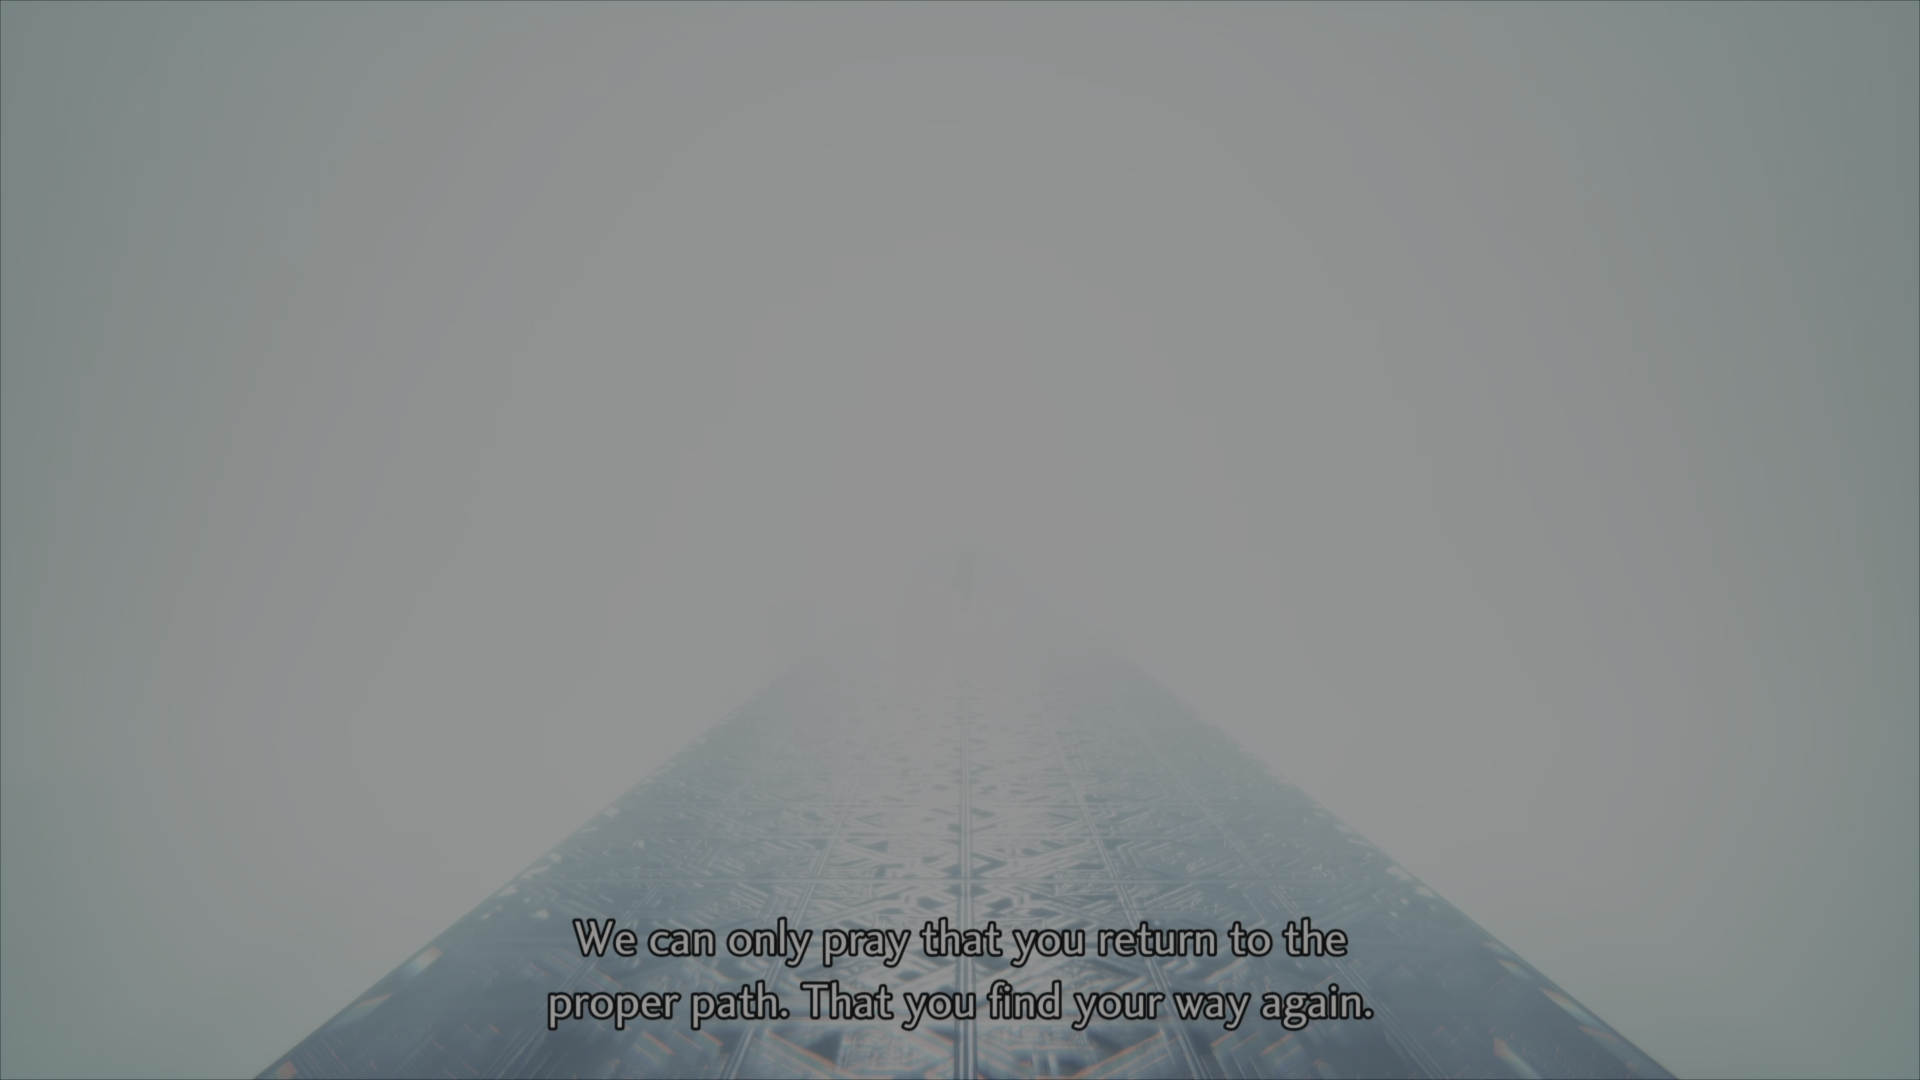 We can only pray that you return to the
proper path. That you find your way again.